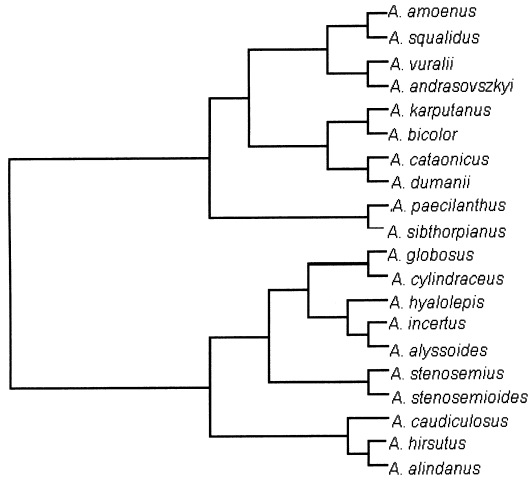 A. amoenus
A. squalidus
A. vuralii
A. andrasovszkyi
A. karputanus
A. bicolor
A. cataonicus
A. dumanii
A. paecilanthus
A. sibthorpianus
A. globosus
A. cylindraceus
A. hyalolepis
A. incertus
A. alyssoides
A. stenosemius
A. stenosemioides
A. caudiculosus
A. hirsutus
A. alindanus